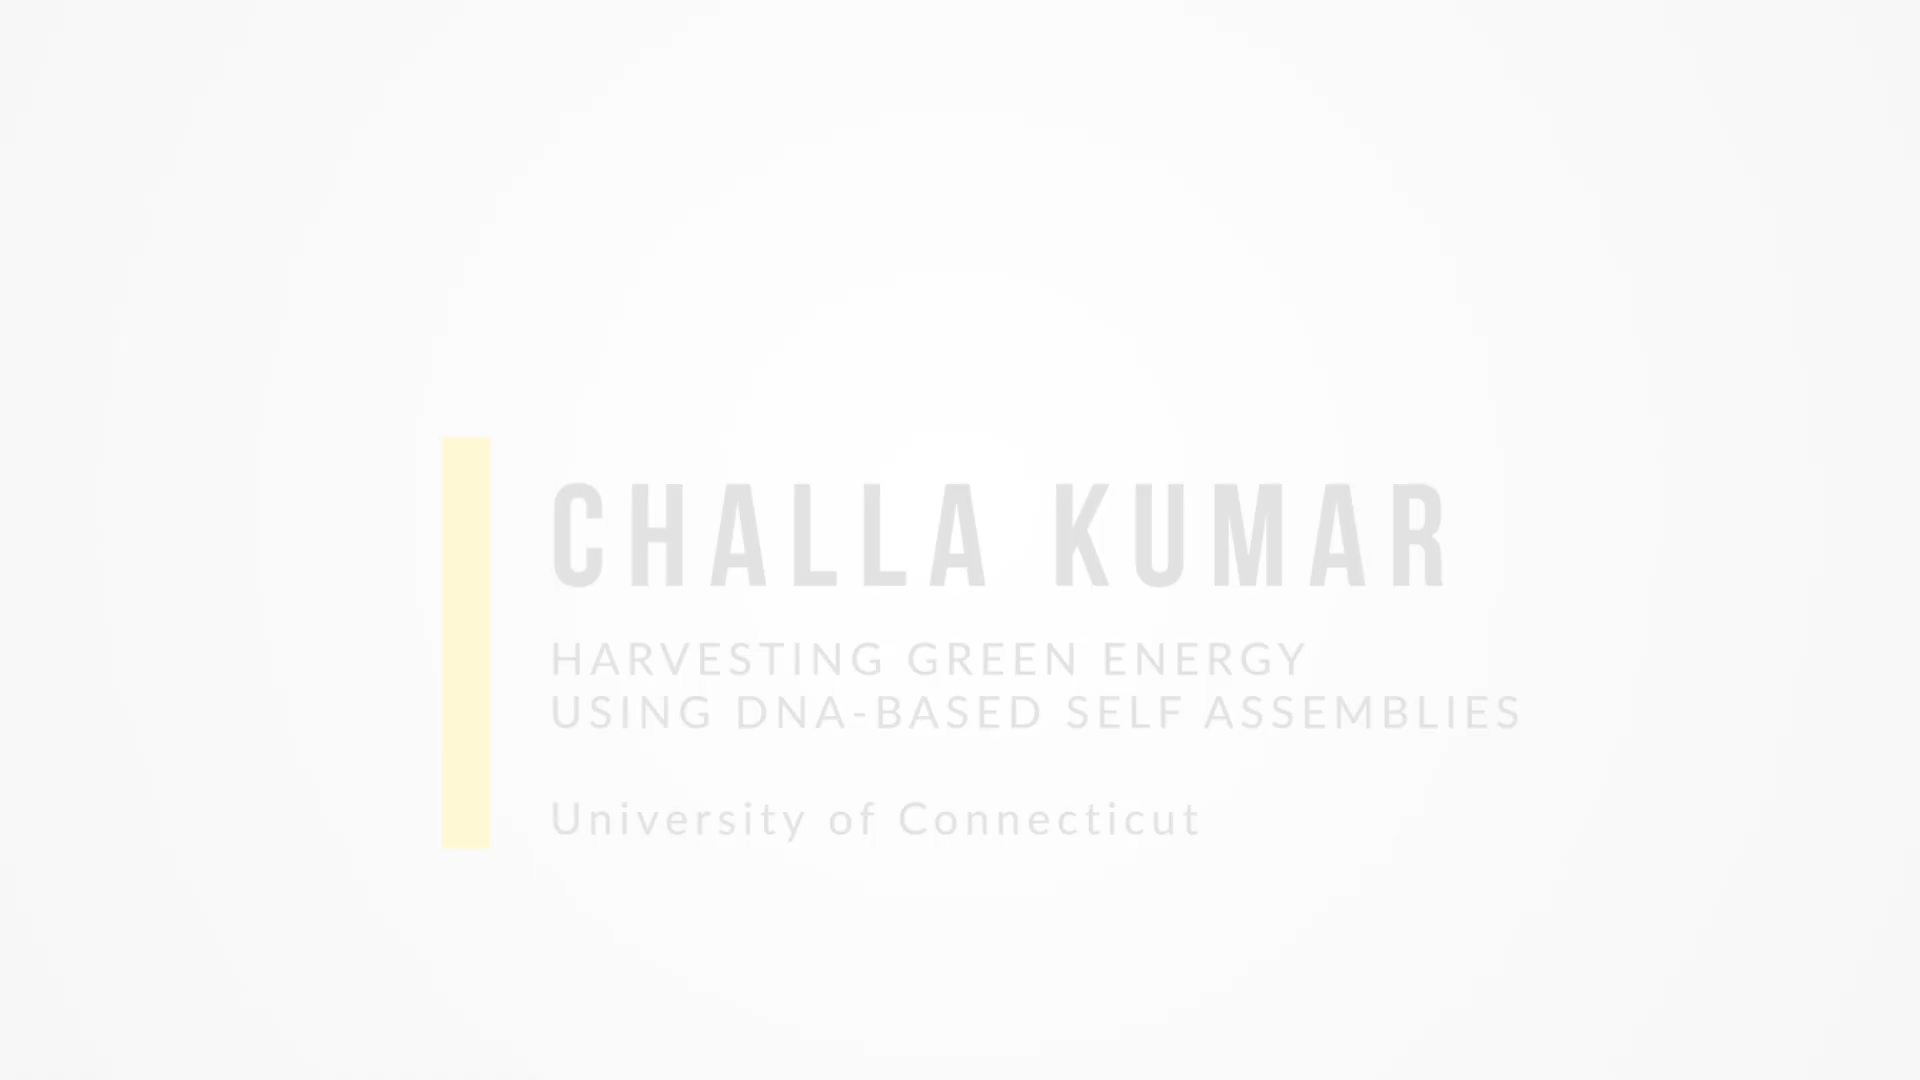 CHALLA KUMAR
HARVESTING GREEN ENERGY
USING DNA-BASED SELF ASSEMBLIES
University of Connecticut